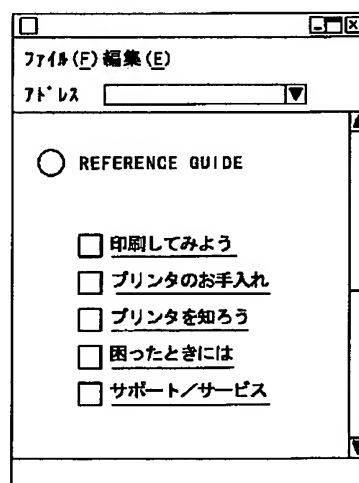 ファイル(F) 編集(E)
アドレス
REFERENCE GUIDE
印刷してみよう
プリンタのお手入れ
プリンタを知ろう
困ったときには
サポート/サービス